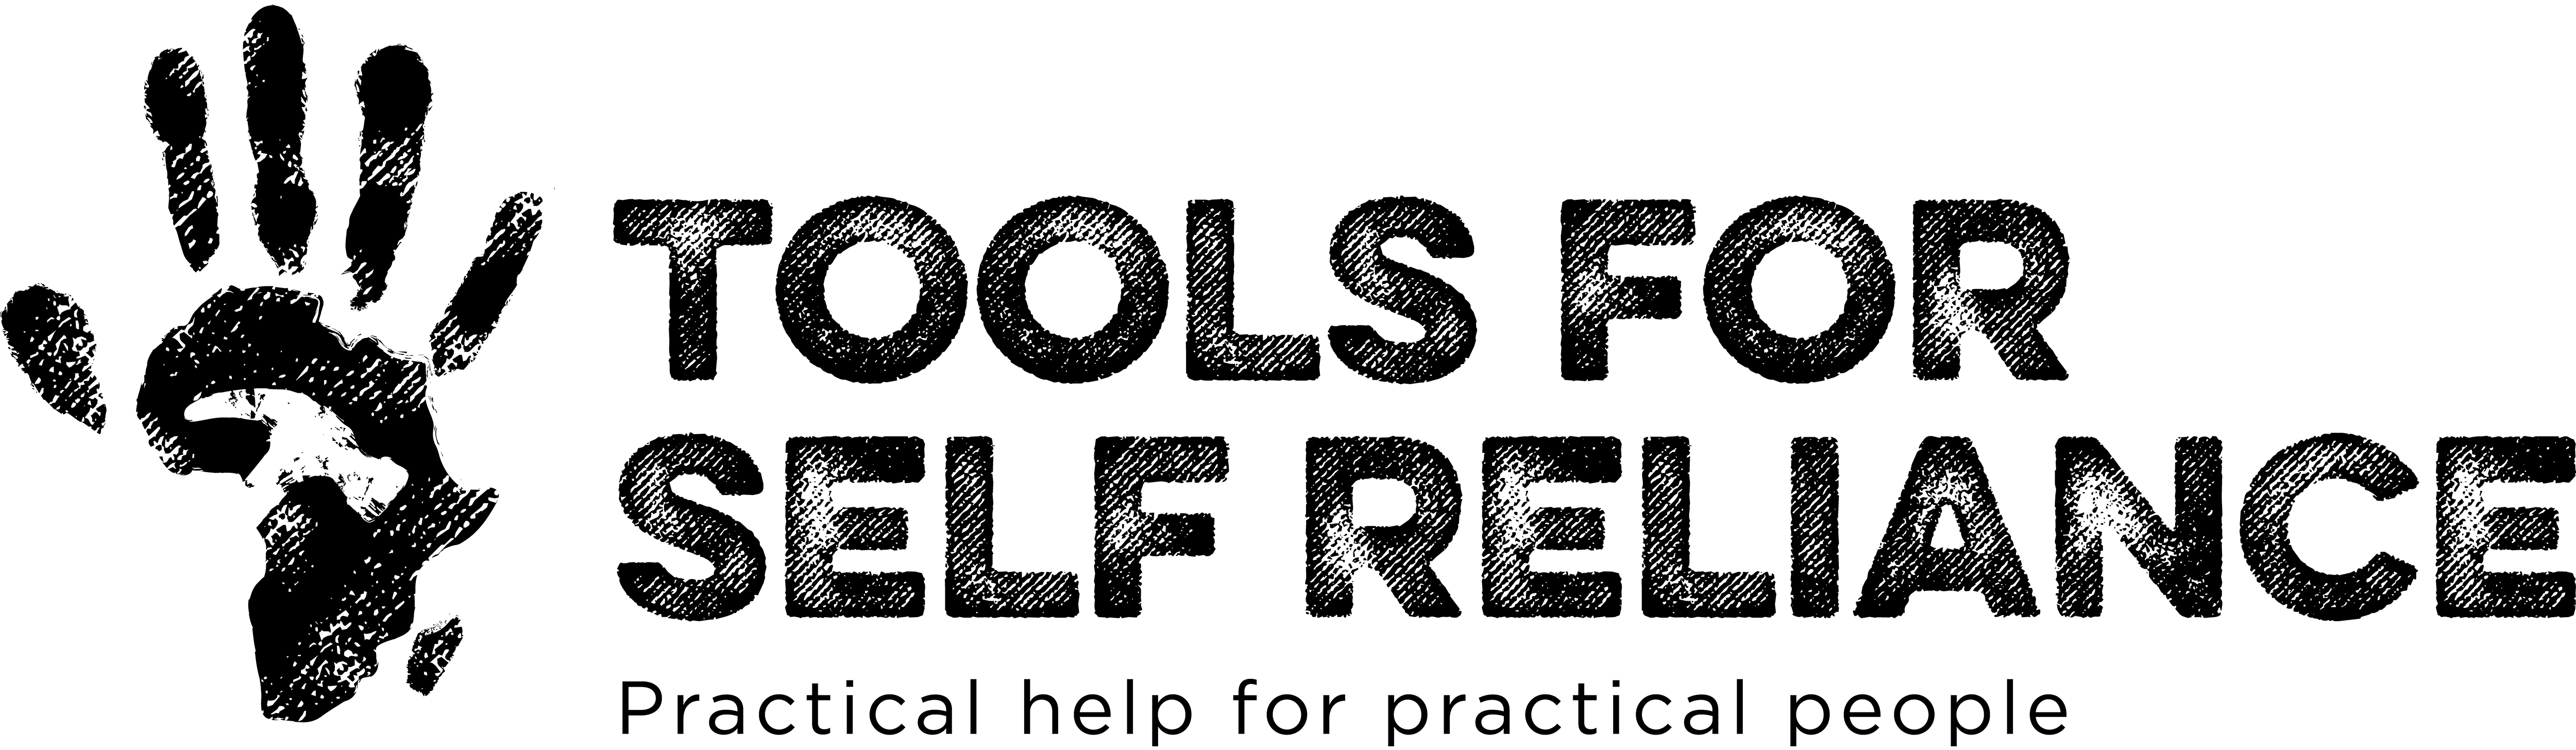 TOOLS FOR
SELF RELIANCE
Practical help for practical people